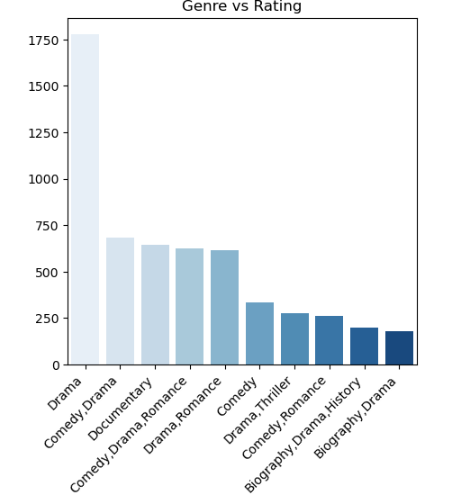 Genre vs Rating
1750
1500
1250
1000
750
500
250
0
Drama
Comedy,Drama
Documentary
Comedy,Drama,Romance
Drama,Romance
Comedy
Drama,Thriller
Comedy,Romance
Biography,Drama,History
Biography,Drama